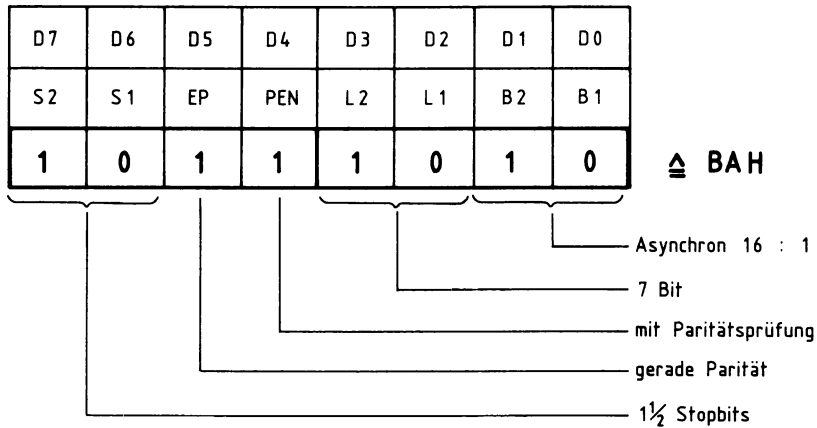 D7 D6 D5 D4 D3 D2 D1 D0
S2 S1 EP PEN L2 L1 B2 B1
1 0 1 1 1 0 1 0 ≙ BAH
Asynchron 16 : 1
7 Bit
mit Paritätsprüfung
gerade Parität
1½ Stopbits